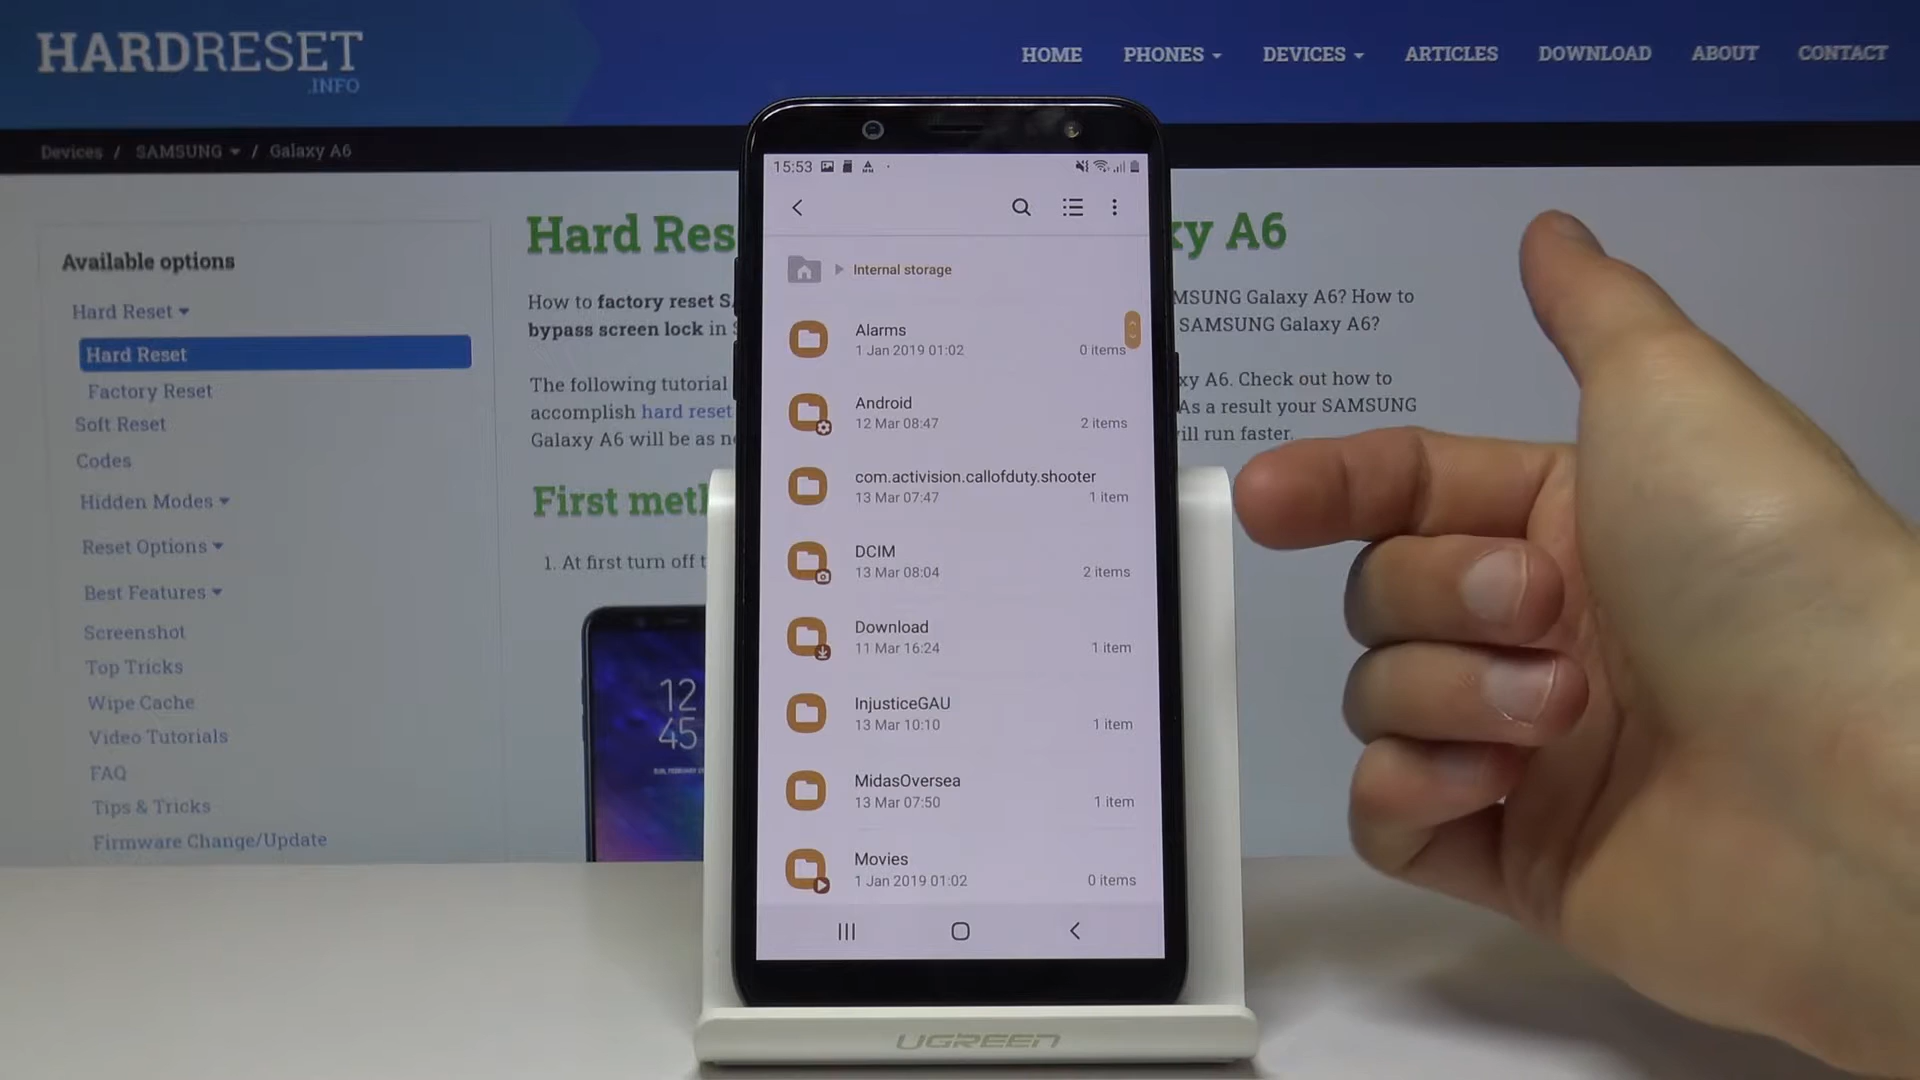 HARDRESET
.INFO
HOME PHONES DEVICES ARTICLES DOWNLOAD ABOUT CONTACT
Devices / SAMSUNG / Galaxy A6
Available options
Hard Reset
Hard Reset
Factory Reset
Soft Reset
Codes
Hidden Modes
Reset Options
Best Features
Screenshot
Top Tricks
Wipe Cache
Video Tutorials
FAQ
Tips & Tricks
Firmware Change/Update
Hard Res
xy A6
How to factory reset S
MSUNG Galaxy A6? How to
bypass screen lock in
SAMSUNG Galaxy A6?
The following tutorial
xy A6. Check out how to
accomplish hard reset
As a result your SAMSUNG
Galaxy A6 will be as
will run faster.
First
1. At first turn off
12
45
15:53
Internal storage
Alarms
1 Jan 2019 01:02 0 items
Android
12 Mar 08:47 2 items
com.activision.callofduty.shooter
13 Mar 07:47 1 item
DCIM
13 Mar 08:04 2 items
Download
11 Mar 16:24 1 item
InjusticeGAU
13 Mar 10:10 1 item
MidasOversea
13 Mar 07:50 1 item
Movies
1 Jan 2019 01:02 0 items
UGREEN